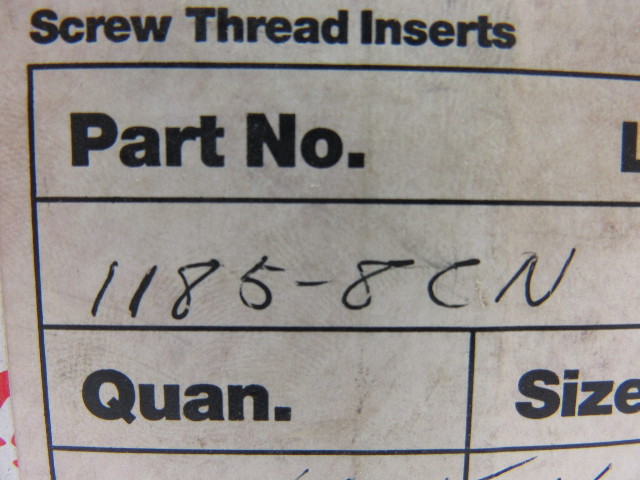 Screw Thread Inserts
Part No. L
1185-8CN
Quan. Size